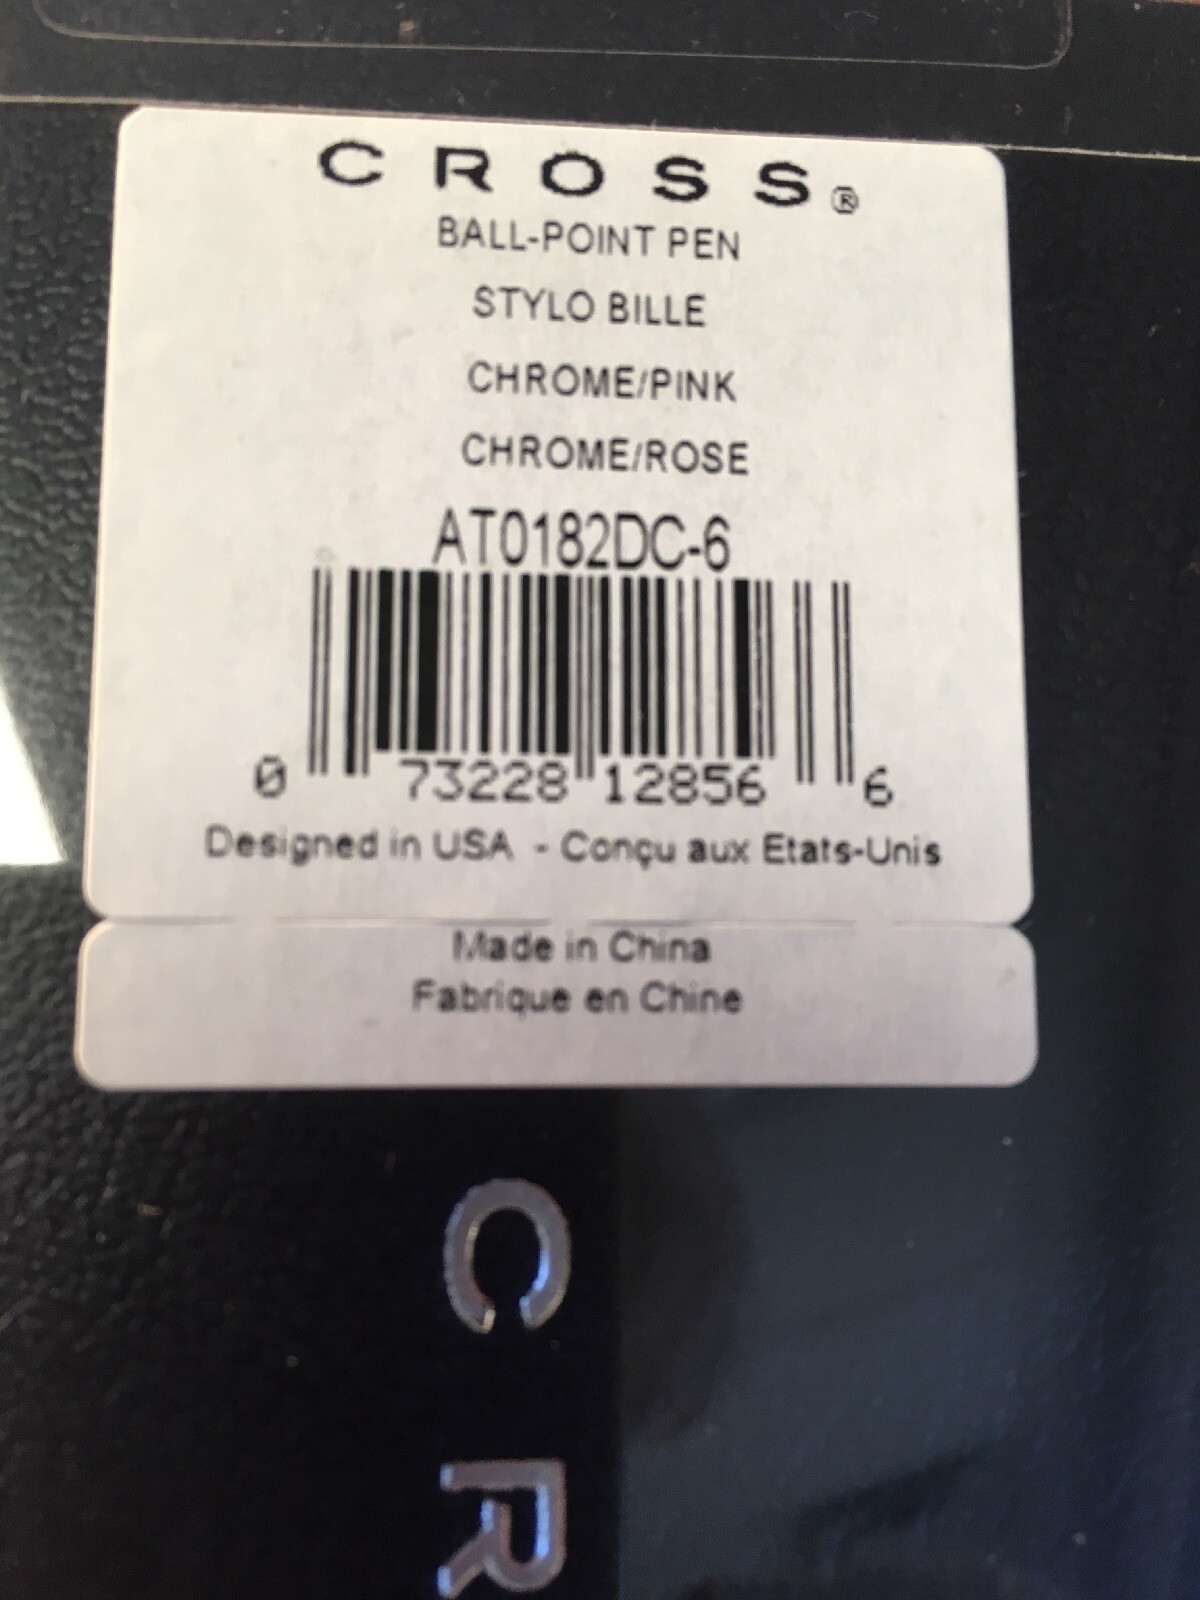 CROSS®
BALL-POINT PEN
STYLO BILLE
CHROME/PINK
CHROME/ROSE
AT0182DC-6
0 73228 12856 6
Designed in USA - Conçu aux Etats-Unis
Made in China
Fabrique en Chine
C R